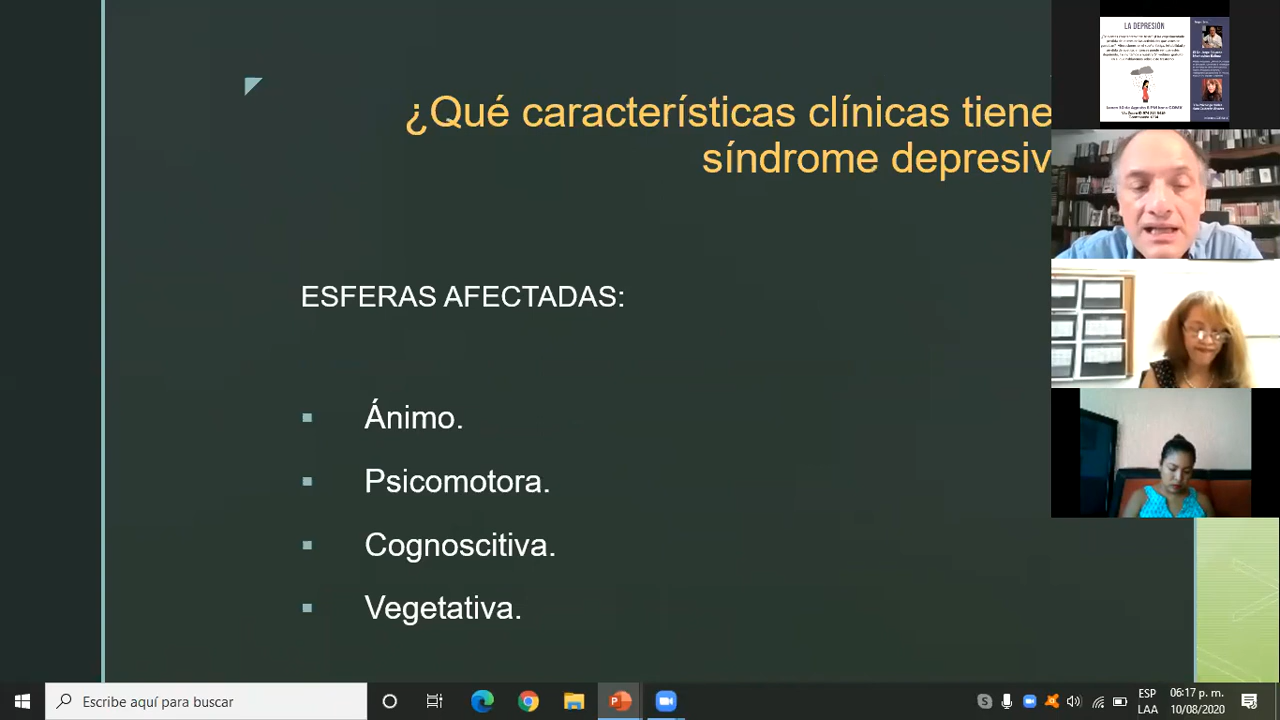 LA DEPRESIÓN
¿Qué características clínicas tiene
síndrome depresiv
ESFERAS AFECTADAS:
Ánimo.
Psicomotora.
Cognoscitiva.
Vegetativa.
Escribe aquí para buscar
ESP
LAA
06:17 p. m.
10/08/2020